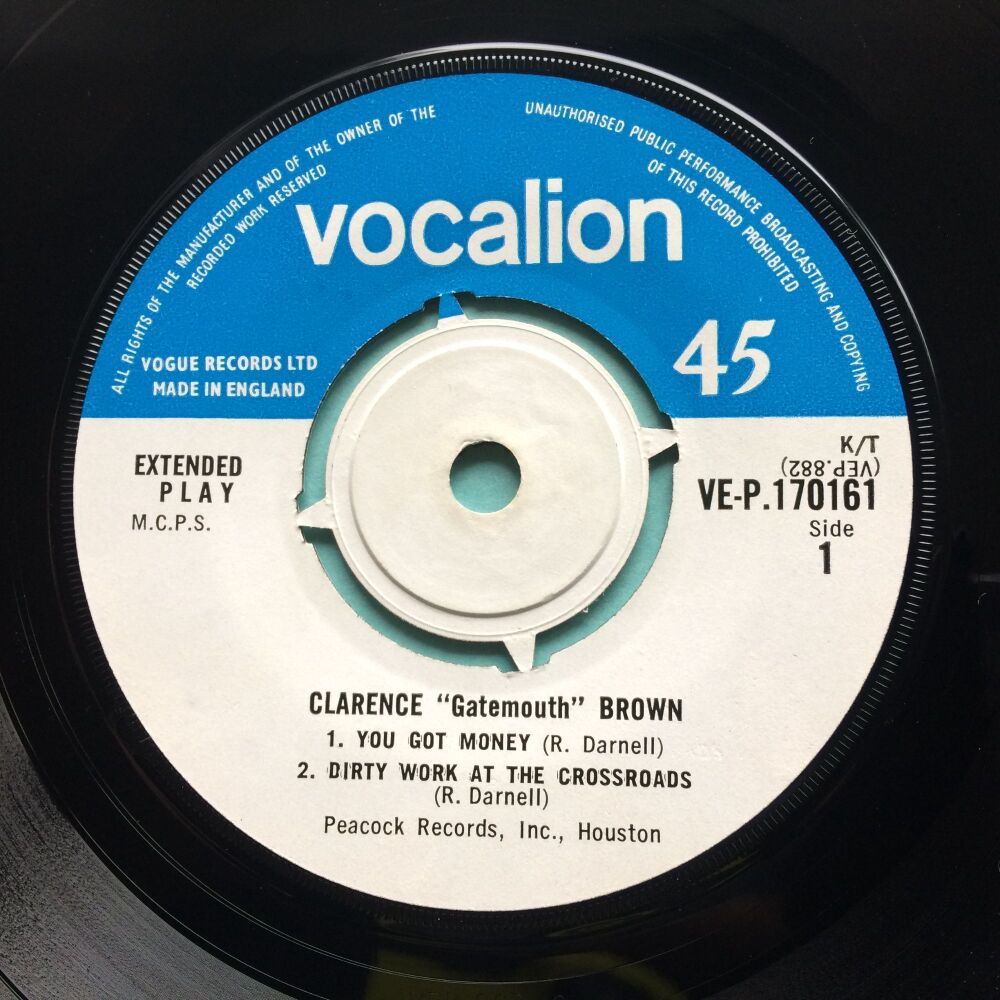 ALL RIGHTS OF THE MANUFACTURER AND OF THE OWNER OF THE
RECORDED WORK RESERVED
UNAUTHORISED PUBLIC PERFORMANCE BROADCASTING AND COPYING
OF THIS RECORD PROHIBITED
vocalion
45
VOGUE RECORDS LTD
MADE IN ENGLAND
EXTENDED
PLAY
M.C.P.S.
K/T
(VEP.882)
VE-P.170161
Side
1
CLARENCE “Gatemouth” BROWN
1. YOU GOT MONEY (R. Darnell)
2. DIRTY WORK AT THE CROSSROADS
(R. Darnell)
Peacock Records, Inc., Houston